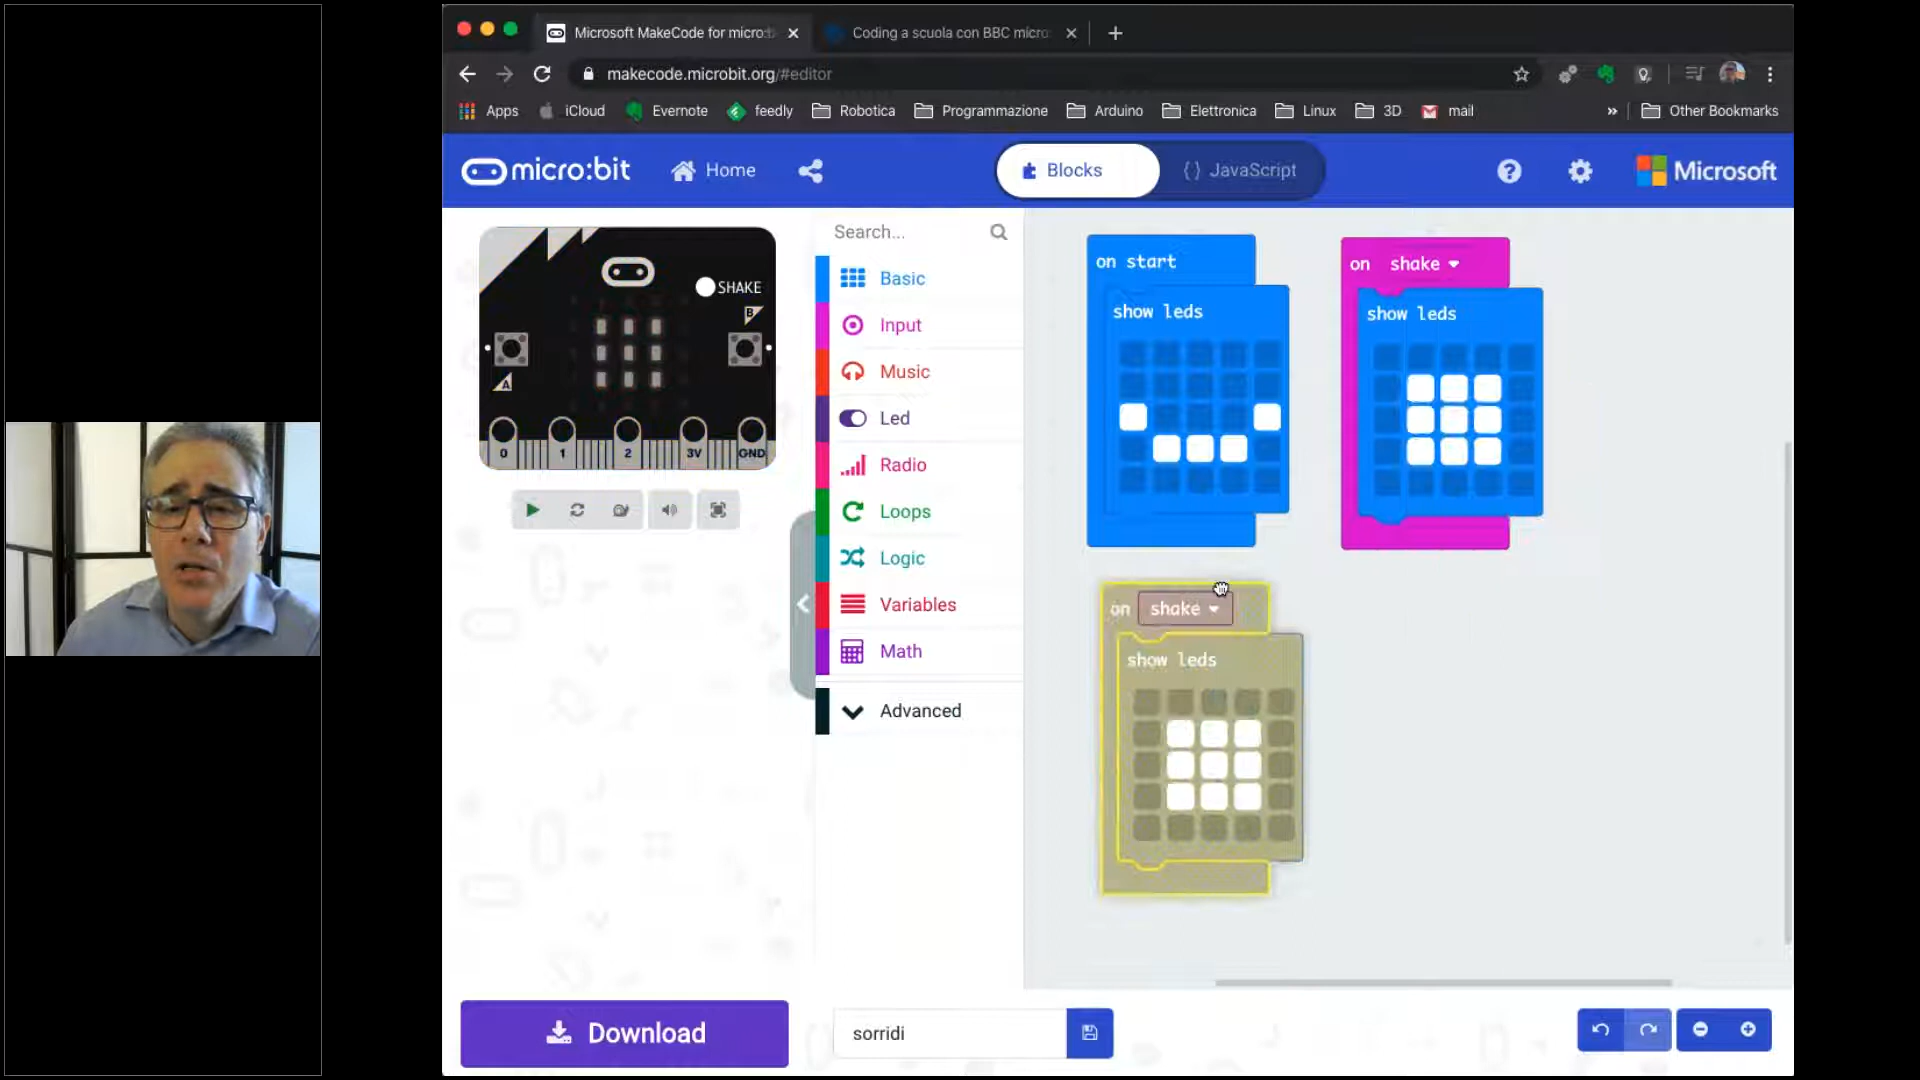 Microsoft MakeCode for micro:b
Coding a scuola con BBC micro:
makecode.microbit.org/#editor
Apps
iCloud
Evernote
feedly
Robotica
Programmazione
Arduino
Elettronica
Linux
3D
mail
»
Other Bookmarks
micro:bit
Home
Blocks
{} JavaScript
?
Microsoft
SHAKE
B
A
0
1
2
3V
GND
Search...
Basic
Input
Music
Led
Radio
Loops
Logic
Variables
Math
Advanced
on start
show leds
on shake
show leds
on shake
show leds
Download
sorridi